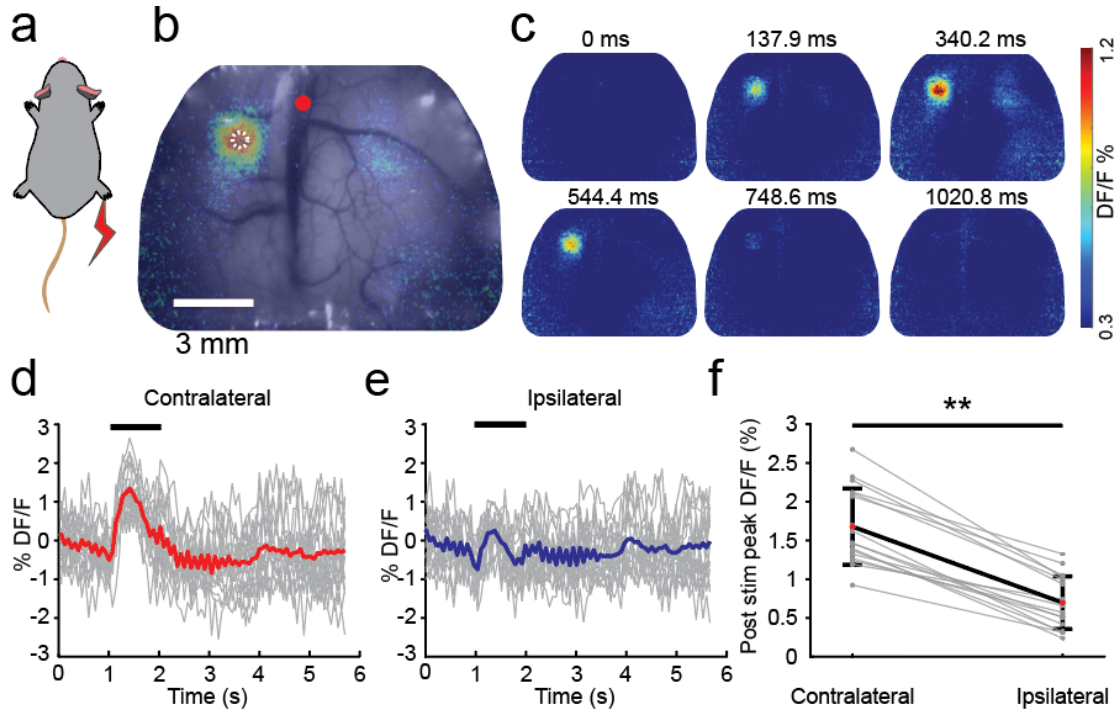 a
b
3 mm
c
0 ms
137.9 ms
340.2 ms
544.4 ms
748.6 ms
1020.8 ms
1.2
DF/F %
0.3
d
Contralateral
% DF/F
3
2
1
0
-1
-2
-3
0 1 2 3 4 5 6
Time (s)
e
Ipsilateral
% DF/F
3
2
1
0
-1
-2
-3
0 1 2 3 4 5 6
Time (s)
f
**
Post stim peak DF/F (%)
3
2.5
2
1.5
1
0.5
0
Contralateral Ipsilateral